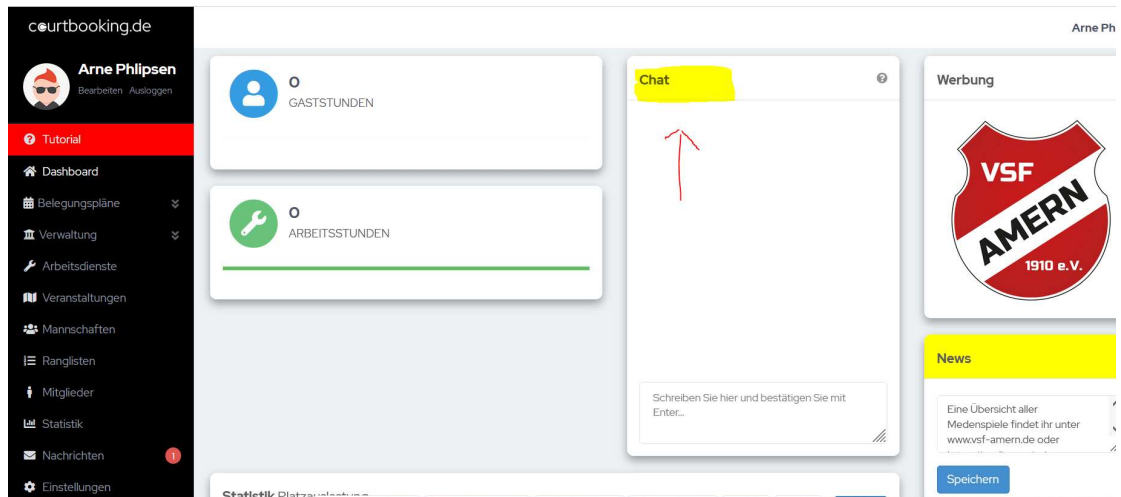 courtbooking.de
Arne Ph
Arne Phlipsen
Bearbeiten Ausloggen
Tutorial
Dashboard
Belegungspläne
Verwaltung
Arbeitsdienste
Veranstaltungen
Mannschaften
Ranglisten
Mitglieder
Statistik
Nachrichten 1
Einstellungen
0
GASTSTUNDEN
0
ARBEITSSTUNDEN
Chat
Schreiben Sie hier und bestätigen Sie mit
Enter...
Werbung
VSF
AMERN
1910 e.V.
News
Eine Übersicht aller
Medenspiele findet ihr unter
www.vsf-amern.de oder
Speichern
Statistik Platzauslastung